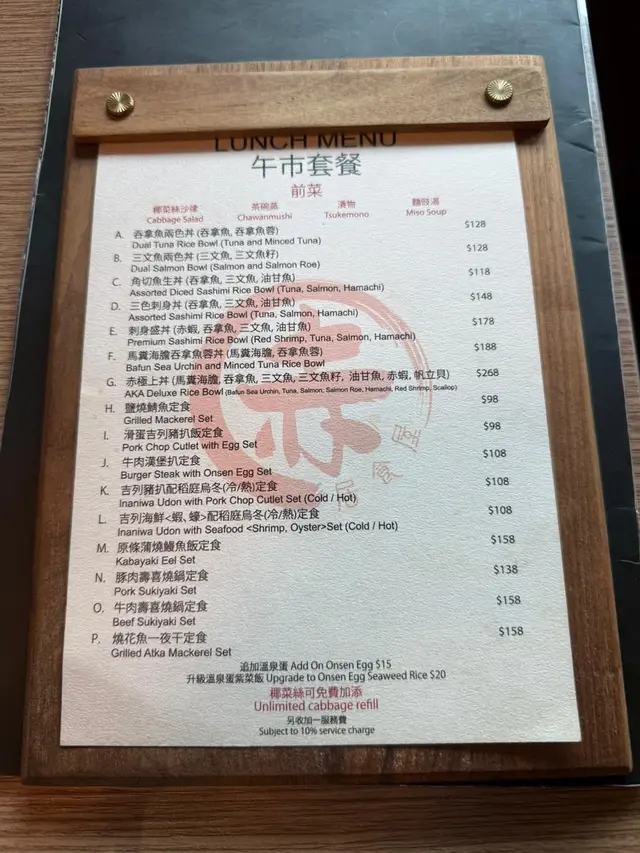 LUNCH MENU
午市套餐
前菜
椰菜絲沙律 茶碗蒸 漬物 麵豉湯
Cabbage Salad Chawanmushi Tsukemono Miso Soup
A. 吞拿魚兩色丼 (吞拿魚, 吞拿魚蓉) $128
Dual Tuna Rice Bowl (Tuna and Minced Tuna)
B. 三文魚兩色丼 (三文魚, 三文魚籽) $128
Dual Salmon Bowl (Salmon and Salmon Roe)
C. 角切魚生丼 (吞拿魚, 三文魚, 油甘魚) $118
Assorted Diced Sashimi Rice Bowl (Tuna, Salmon, Hamachi)
D. 三色刺身丼 (吞拿魚, 三文魚, 油甘魚) $148
Assorted Sashimi Rice Bowl (Tuna, Salmon, Hamachi)
E. 刺身盛丼 (赤蝦, 吞拿魚, 三文魚, 油甘魚) $178
Premium Sashimi Rice Bowl (Red Shrimp, Tuna, Salmon, Hamachi)
F. 馬糞海膽吞拿魚蓉丼 (馬糞海膽, 吞拿魚蓉) $188
Bafun Sea Urchin and Minced Tuna Rice Bowl
G. 赤極上丼 (馬糞海膽, 吞拿魚, 三文魚, 三文魚籽, 油甘魚, 赤蝦, 帆立貝) $268
AKA Deluxe Rice Bowl (Bafun Sea Urchin, Tuna, Salmon, Salmon Roe, Hamachi, Red Shrimp, Scallop)
H. 鹽燒鯖魚定食 $98
Grilled Mackerel Set
I. 滑蛋吉列豬扒飯定食 $98
Pork Chop Cutlet with Egg Set
J. 牛肉漢堡扒定食 $108
Burger Steak with Onsen Egg Set
K. 吉列豬扒配稻庭烏冬(冷/熱)定食 $108
Inaniwa Udon with Pork Chop Cutlet Set (Cold / Hot)
L. 吉列海鮮<蝦, 蠔>配稻庭烏冬(冷/熱)定食 $108
Inaniwa Udon with Seafood <Shrimp, Oyster>Set (Cold / Hot)
M. 原條蒲燒鰻魚飯定食 $158
Kabayaki Eel Set
N. 豚肉壽喜燒鍋定食 $138
Pork Sukiyaki Set
O. 牛肉壽喜燒鍋定食 $158
Beef Sukiyaki Set
P. 燒花魚一夜干定食 $158
Grilled Atka Mackerel Set
追加溫泉蛋 Add On Onsen Egg $15
升級溫泉蛋紫菜飯 Upgrade to Onsen Egg Seaweed Rice $20
椰菜絲可免費加添
Unlimited cabbage refill
另收加一服務費
Subject to 10% service charge
赤
居食屋